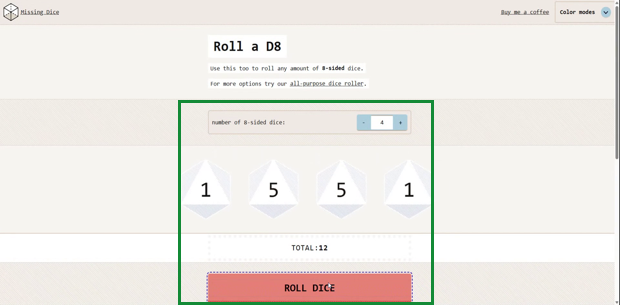 Missing Dice
Buy me a coffee
Color modes
Roll a D8
Use this too to roll any amount of 8-sided dice.
For more options try our all-purpose dice roller.
number of 8-sided dice:
- 4 +
1 5 5 1
TOTAL:12
ROLL DICE